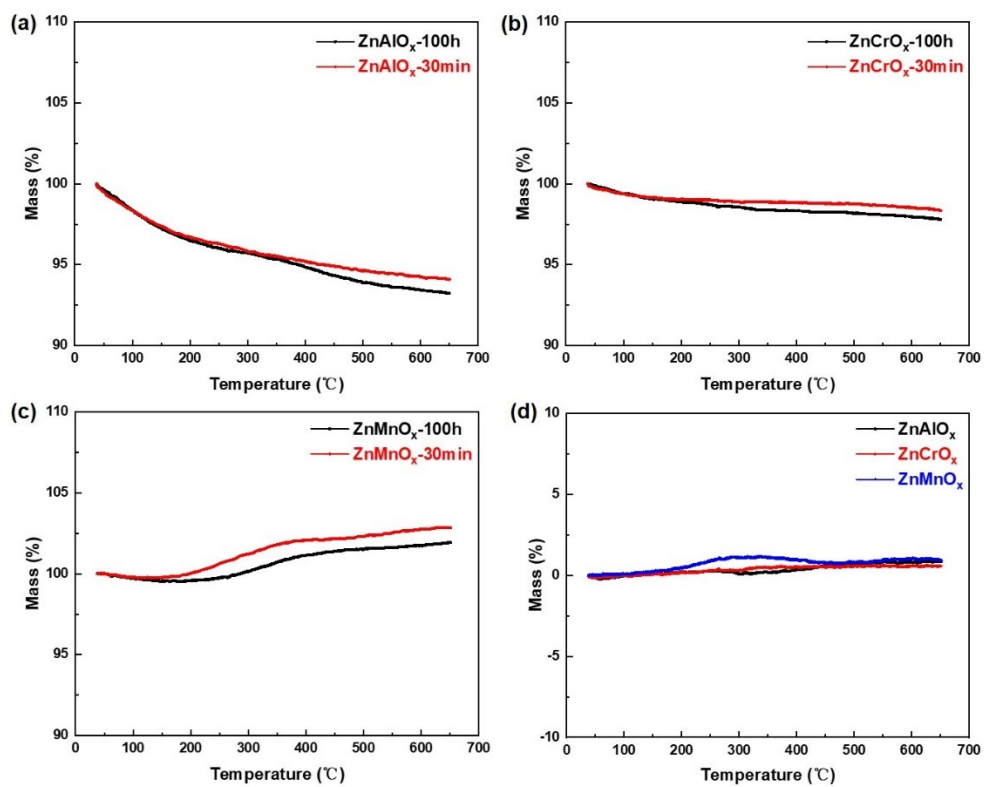 (a)
ZnAlOₓ-100h
ZnAlOₓ-30min
110
105
100
95
90
Mass (%)
0 100 200 300 400 500 600 700
Temperature (℃)
(b)
ZnCrOₓ-100h
ZnCrOₓ-30min
110
105
100
95
90
Mass (%)
0 100 200 300 400 500 600 700
Temperature (℃)
(c)
ZnMnOₓ-100h
ZnMnOₓ-30min
110
105
100
95
90
Mass (%)
0 100 200 300 400 500 600 700
Temperature (℃)
(d)
ZnAlOₓ
ZnCrOₓ
ZnMnOₓ
10
5
0
-5
-10
Mass (%)
0 100 200 300 400 500 600 700
Temperature (℃)